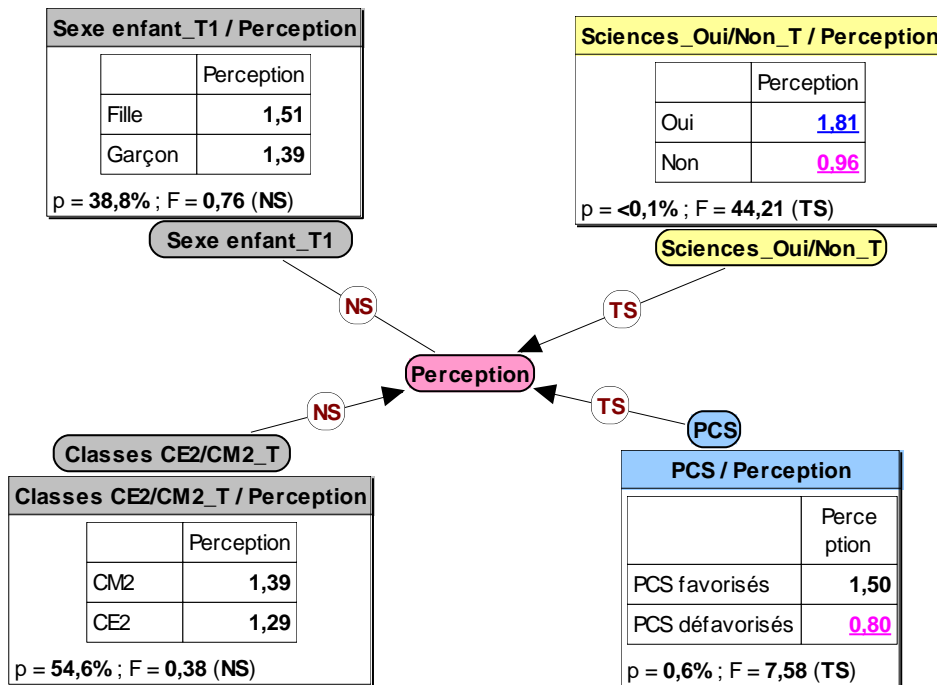 Sexe enfant_T1 / Perception
Perception
Fille 1,51
Garçon 1,39
p = 38,8% ; F = 0,76 (NS)
Sexe enfant_T1
Sciences_Oui/Non_T / Perception
Perception
Oui 1,81
Non 0,96
p = <0,1% ; F = 44,21 (TS)
Sciences_Oui/Non_T
NS
TS
Perception
NS
TS
Classes CE2/CM2_T
Classes CE2/CM2_T / Perception
Perception
CM2 1,39
CE2 1,29
p = 54,6% ; F = 0,38 (NS)
PCS
PCS / Perception
Perce
ption
PCS favorisés 1,50
PCS défavorisés 0,80
p = 0,6% ; F = 7,58 (TS)